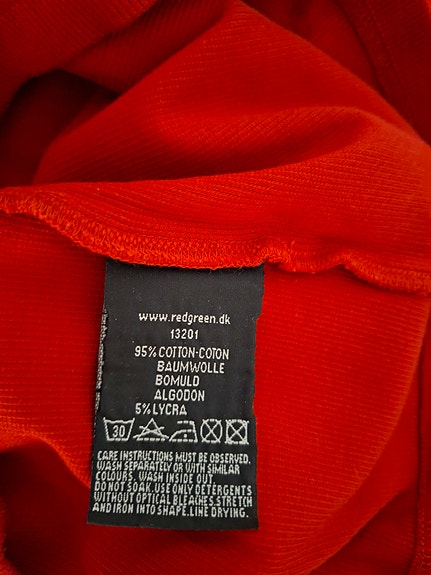 www.redgreen.dk
13201
95% COTTON-COTON
BAUMWOLLE
BOMULD
ALGODON
5% LYCRA
30
CARE INSTRUCTIONS MUST BE OBSERVED.
WASH SEPARATELY OR WITH SIMILAR
COLOURS. WASH INSIDE OUT.
DO NOT SOAK.USE ONLY DETERGENTS
WITHOUT OPTICAL BLEACHES.STRETCH
AND IRON INTO SHAPE.LINE DRYING.